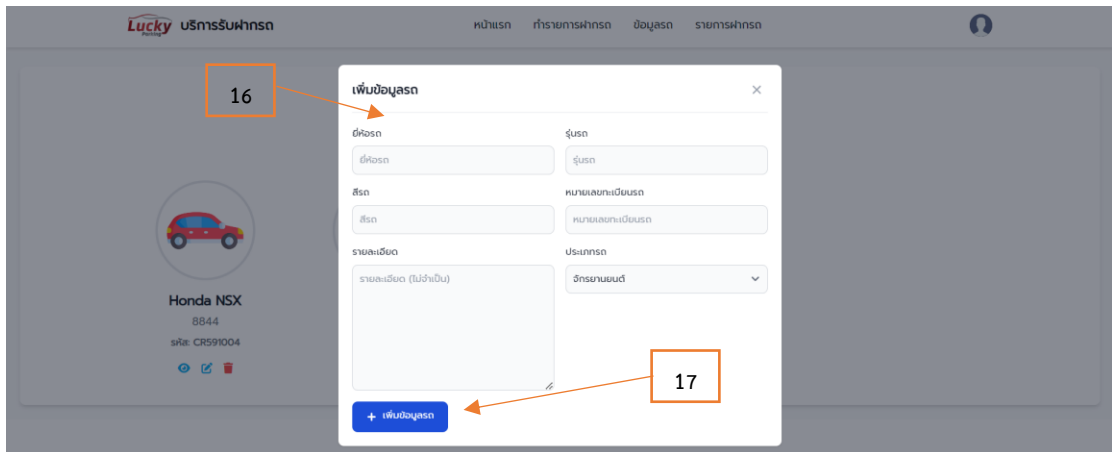 Lucky Parking บริการรับฝากรถ หน้าแรก ทำรายการฝากรถ ข้อมูลรถ รายการฝากรถ
16
เพิ่มข้อมูลรถ ×
ยี่ห้อรถ รุ่นรถ
ยี่ห้อรถ รุ่นรถ
สีรถ หมายเลขทะเบียนรถ
สีรถ หมายเลขทะเบียนรถ
รายละเอียด ประเภทรถ
รายละเอียด (ไม่จำเป็น) จักรยานยนต์
Honda NSX
8844
รหัส: CR591004
17
+ เพิ่มข้อมูลรถ